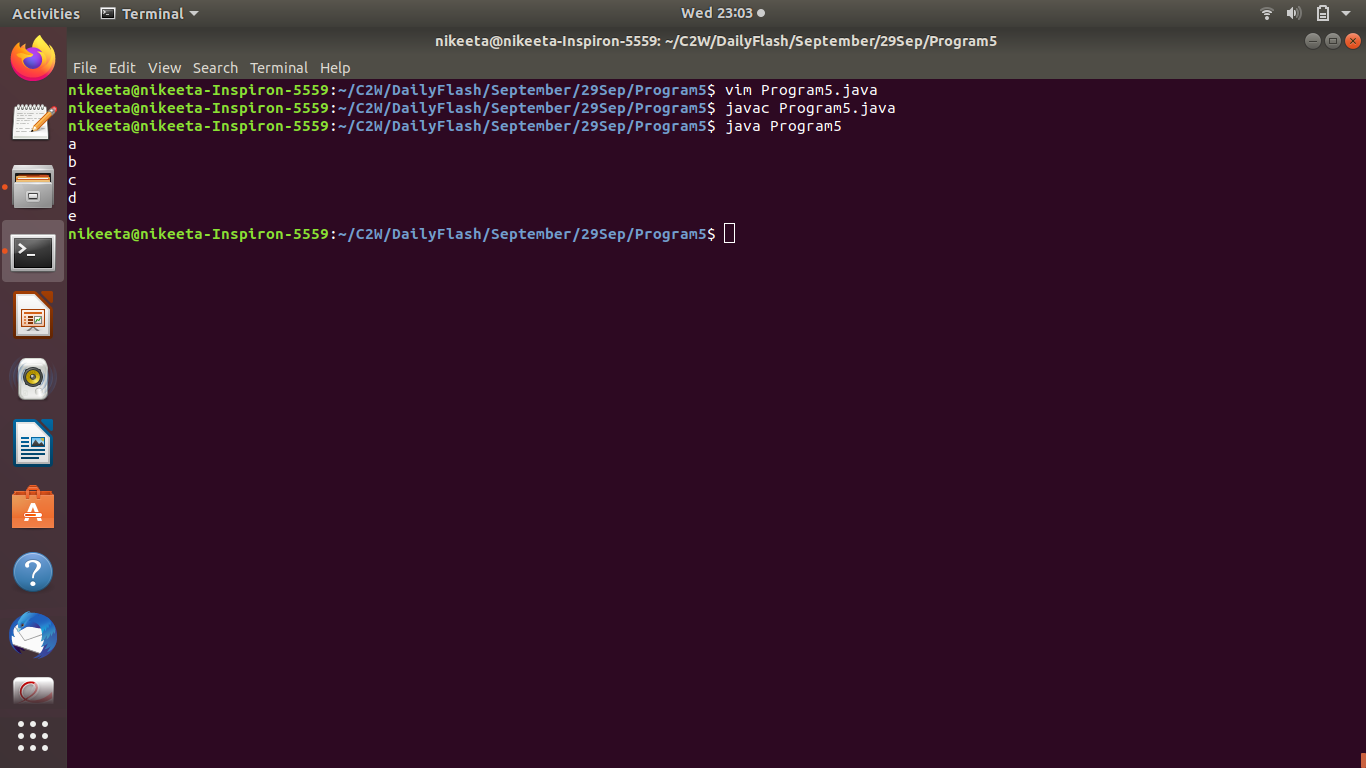 Activities Terminal Wed 23:03
nikeeta@nikeeta-Inspiron-5559: ~/C2W/DailyFlash/September/29Sep/Program5
File Edit View Search Terminal Help
nikeeta@nikeeta-Inspiron-5559:~/C2W/DailyFlash/September/29Sep/Program5$ vim Program5.java
nikeeta@nikeeta-Inspiron-5559:~/C2W/DailyFlash/September/29Sep/Program5$ javac Program5.java
nikeeta@nikeeta-Inspiron-5559:~/C2W/DailyFlash/September/29Sep/Program5$ java Program5
a
b
c
d
e
nikeeta@nikeeta-Inspiron-5559:~/C2W/DailyFlash/September/29Sep/Program5$